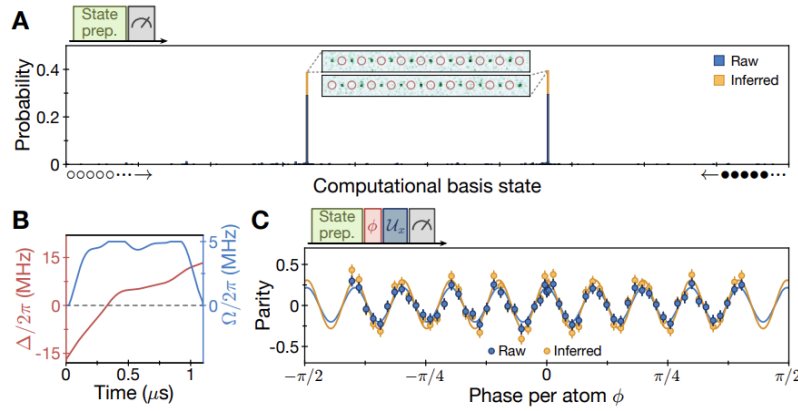 A
State
prep.
Probability
0.4
0.2
0
Raw
Inferred
○○○○○··· →
Computational basis state
← ●●●●●···
B
Δ/2π (MHz)
15
0
-15
Ω/2π (MHz)
5
0
0
0.5
1.0
Time (μs)
C
State
prep.
ϕ
𝒰ₓ
Parity
0.5
0.0
-0.5
Raw
Inferred
−π/2
−π/4
0
π/4
π/2
Phase per atom ϕ